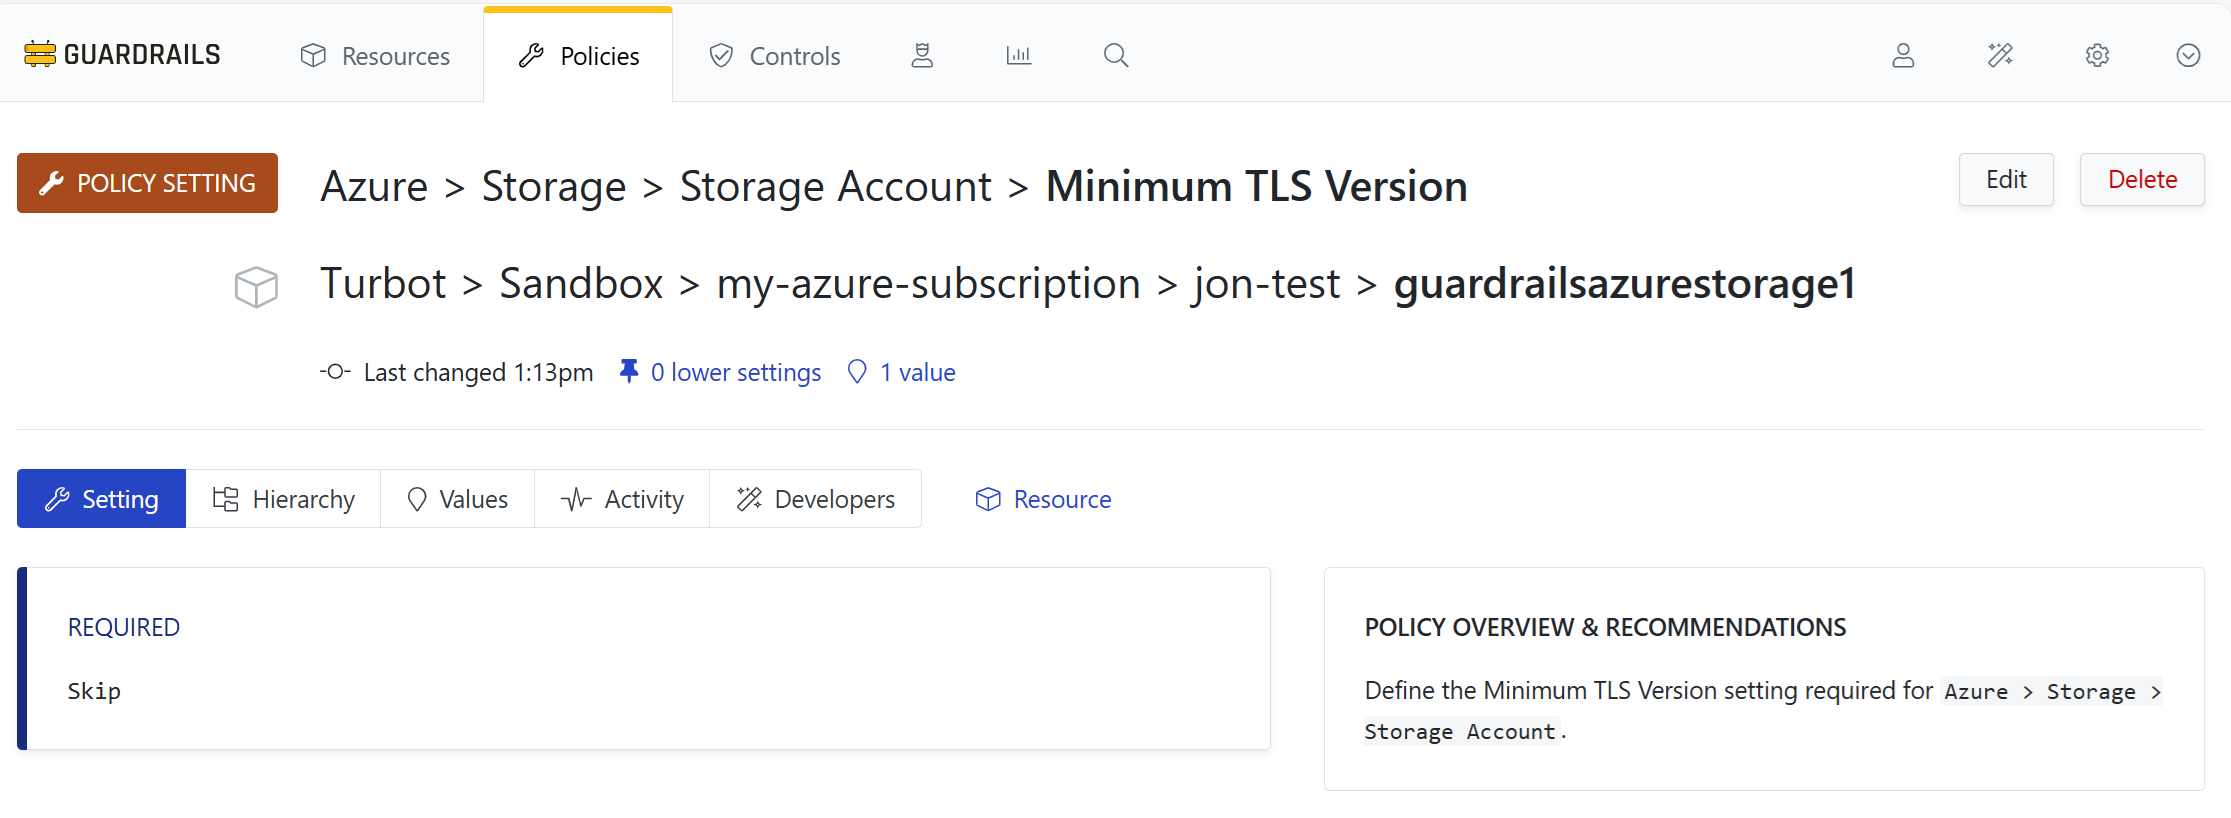 GUARDRAILS Resources Policies Controls
POLICY SETTING Azure > Storage > Storage Account > Minimum TLS Version Edit Delete
Turbot > Sandbox > my-azure-subscription > jon-test > guardrailsazurestorage1
Last changed 1:13pm 0 lower settings 1 value
Setting Hierarchy Values Activity Developers Resource
REQUIRED
Skip
POLICY OVERVIEW & RECOMMENDATIONS
Define the Minimum TLS Version setting required for Azure > Storage >
Storage Account.